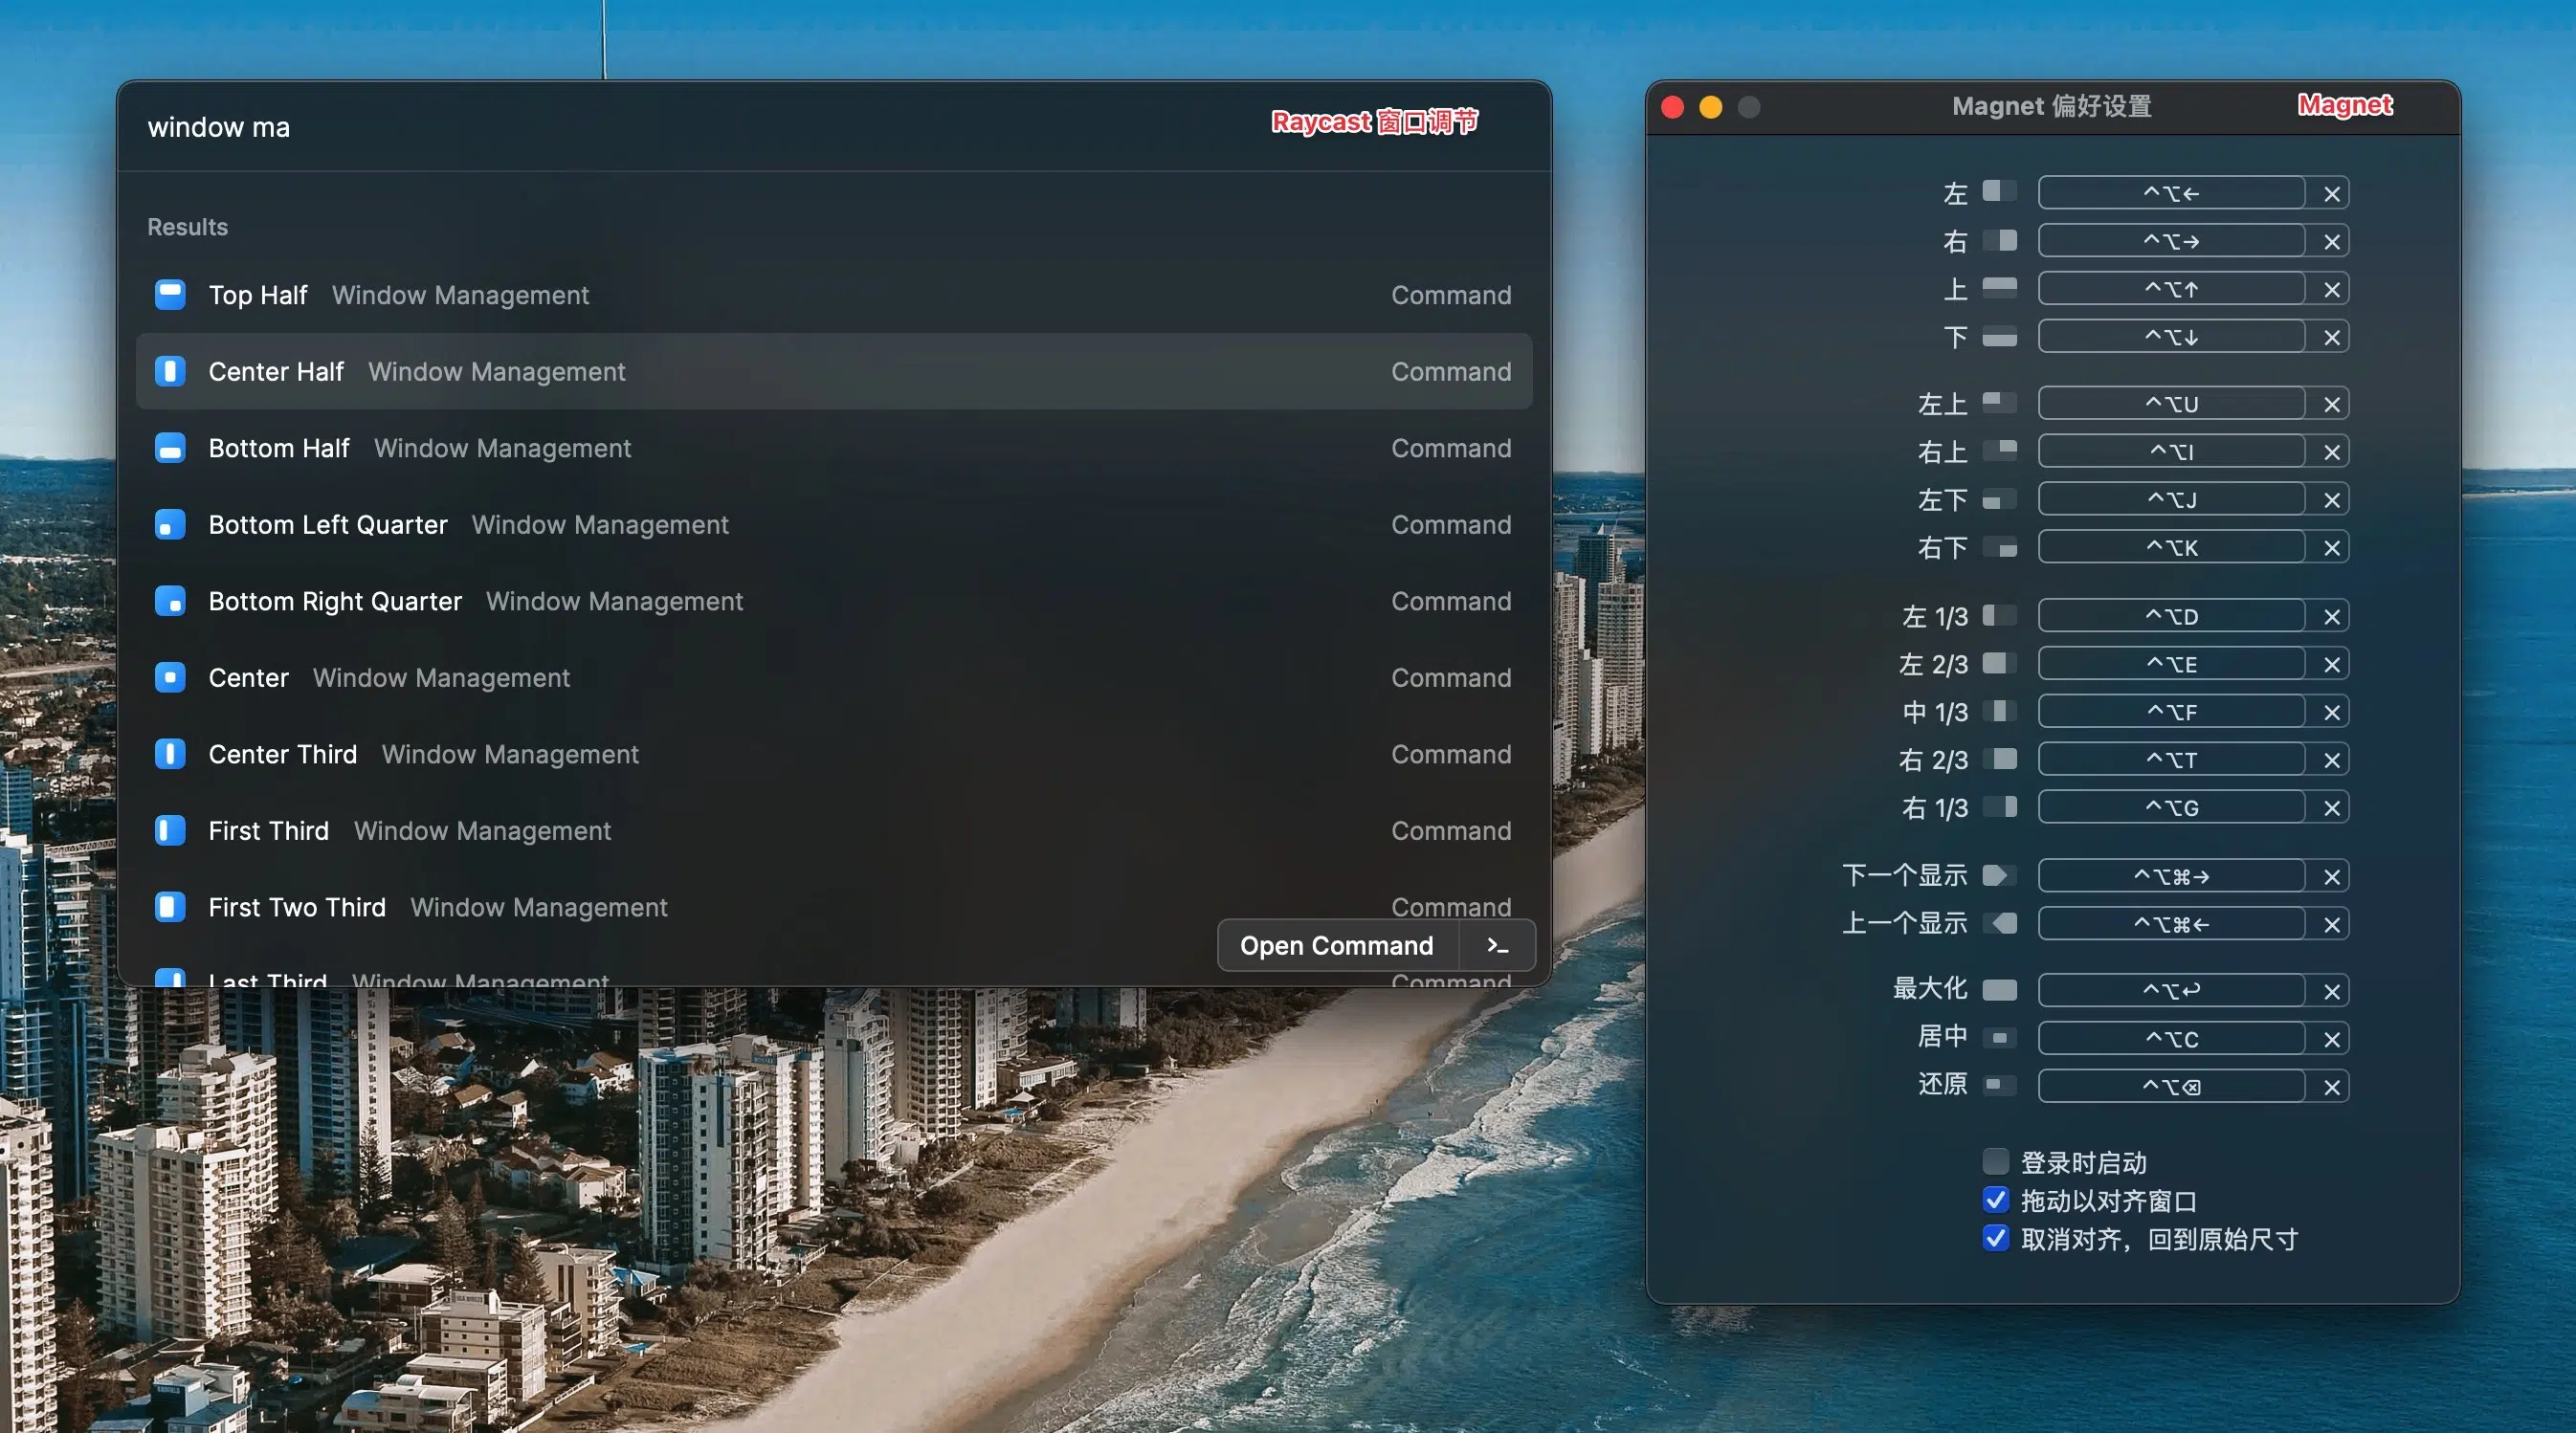 window ma
Raycast 窗口调节
Results
Top Half Window Management Command
Center Half Window Management Command
Bottom Half Window Management Command
Bottom Left Quarter Window Management Command
Bottom Right Quarter Window Management Command
Center Window Management Command
Center Third Window Management Command
First Third Window Management Command
First Two Third Window Management Command
Last Third Window Management Command
Open Command >_
Magnet 偏好设置
Magnet
左 ^⌥←
右 ^⌥→
上 ^⌥↑
下 ^⌥↓
左上 ^⌥U
右上 ^⌥I
左下 ^⌥J
右下 ^⌥K
左 1/3 ^⌥D
左 2/3 ^⌥E
中 1/3 ^⌥F
右 2/3 ^⌥T
右 1/3 ^⌥G
下一个显示 ^⌥⌘→
上一个显示 ^⌥⌘←
最大化 ^⌥↩
居中 ^⌥C
还原 ^⌥⌫
登录时启动
拖动以对齐窗口
取消对齐，回到原始尺寸